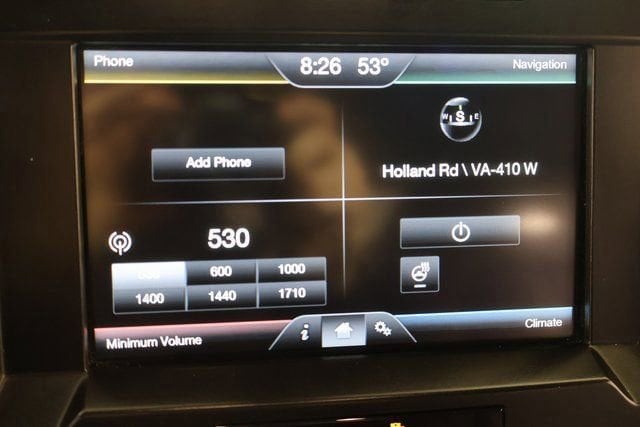 Phone
8:26 53°
Navigation
W S E
Add Phone
Holland Rd \ VA-410 W
530
530 600 1000
1400 1440 1710
Minimum Volume
i
Climate